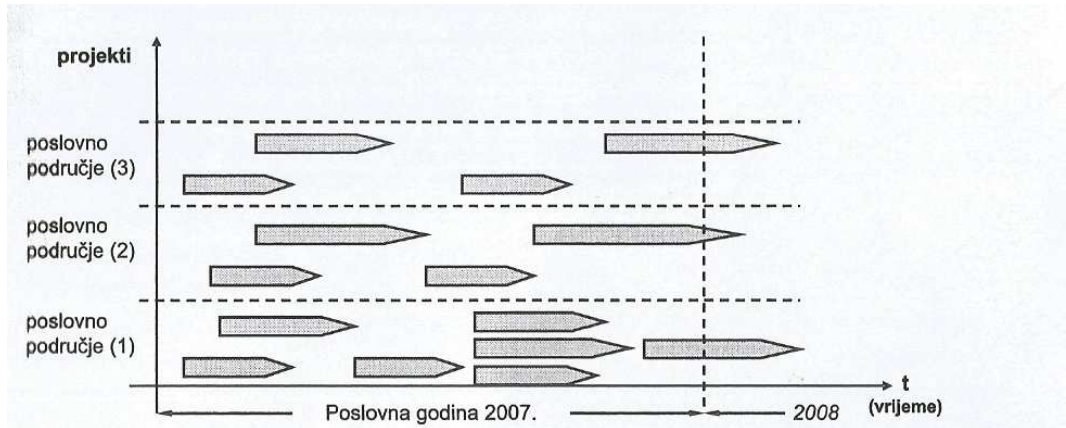 projekti
poslovno
područje (3)
poslovno
područje (2)
poslovno
područje (1)
t
(vrijeme)
Poslovna godina 2007.
2008